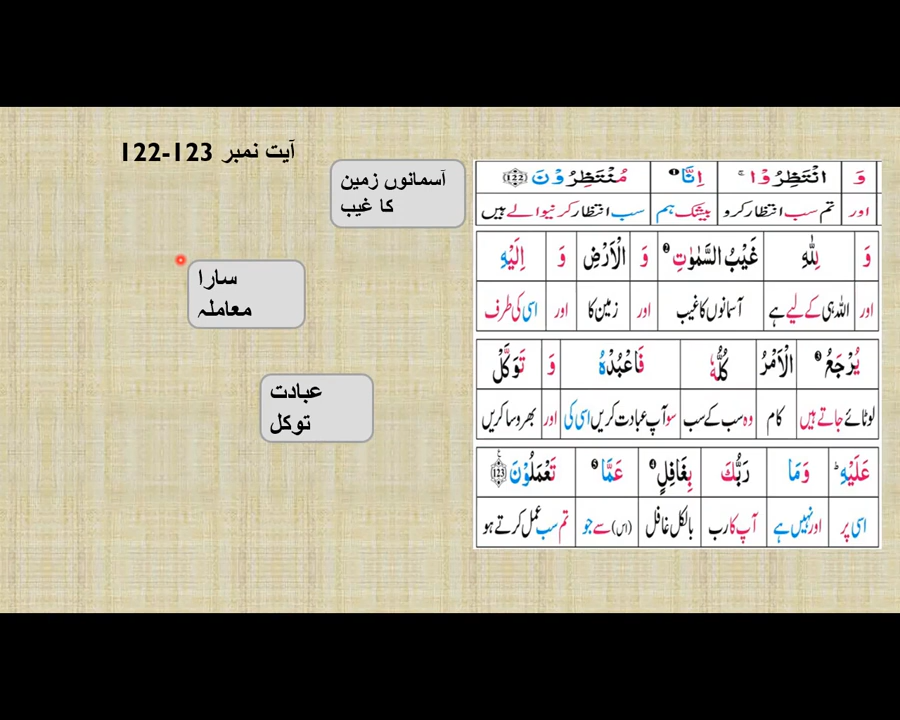 آیت نمبر 123-122
آسمانوں زمین
کا غیب
سارا
معاملہ
عبادت
توکل
وَ انْتَظِرُوْا ۚ اِنَّا مُنْتَظِرُوْنَ ﴿122﴾
اور تم سب انتظار کرو بیشک ہم سب انتظار کرنیوالے ہیں
وَ لِلّٰهِ غَيْبُ السَّمٰوٰتِ وَ الْاَرْضِ وَ اِلَيْهِ
اور اللہ ہی کے لیے ہے آسمانوں کا غیب اور زمین کا اور اسی کی طرف
يُرْجَعُ الْاَمْرُ كُلُّهٗ فَاعْبُدْهُ وَ تَوَكَّلْ
لوٹائے جاتے ہیں کام وہ سب کے سب سو آپ عبادت کریں اسی کی اور بھروسا کریں
عَلَيْهِ ؕ وَمَا رَبُّكَ بِغَافِلٍ عَمَّا تَعْمَلُوْنَ ﴿123﴾
اسی پر اور نہیں ہے آپ کا رب بالکل غافل (اس) سے جو تم سب عمل کرتے ہو